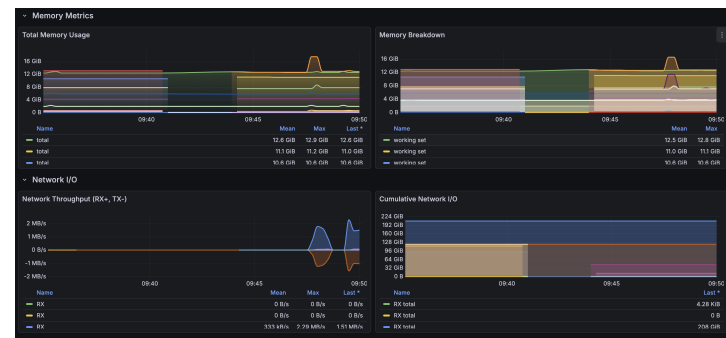 Memory Metrics
Total Memory Usage
16 GiB
12 GiB
8 GiB
4 GiB
0 B
09:40 09:45 09:50
Name Mean Max Last *
total 12.6 GiB 12.9 GiB 12.6 GiB
total 11.1 GiB 11.2 GiB 11.0 GiB
total 10.6 GiB 10.6 GiB 10.6 GiB
Memory Breakdown
16 GiB
12 GiB
8 GiB
4 GiB
0 B
09:40 09:45 09:50
Name Mean Max Last *
working set 12.5 GiB 12.8 GiB
working set 11.0 GiB 11.1 GiB
working set 10.6 GiB 10.6 GiB
Network I/O
Network Throughput (RX+, TX-)
2 MB/s
1 MB/s
0 B/s
-1 MB/s
-2 MB/s
09:40 09:45 09:50
Name Mean Max Last *
RX 0 B/s 0 B/s 0 B/s
RX 0 B/s 0 B/s 0 B/s
RX 333 kB/s 2.29 MB/s 1.51 MB/s
Cumulative Network I/O
224 GiB
192 GiB
160 GiB
128 GiB
96 GiB
64 GiB
32 GiB
0 B
09:40 09:45 09:50
Name Last *
RX total 4.28 KiB
RX total 0 B
RX total 208 GiB